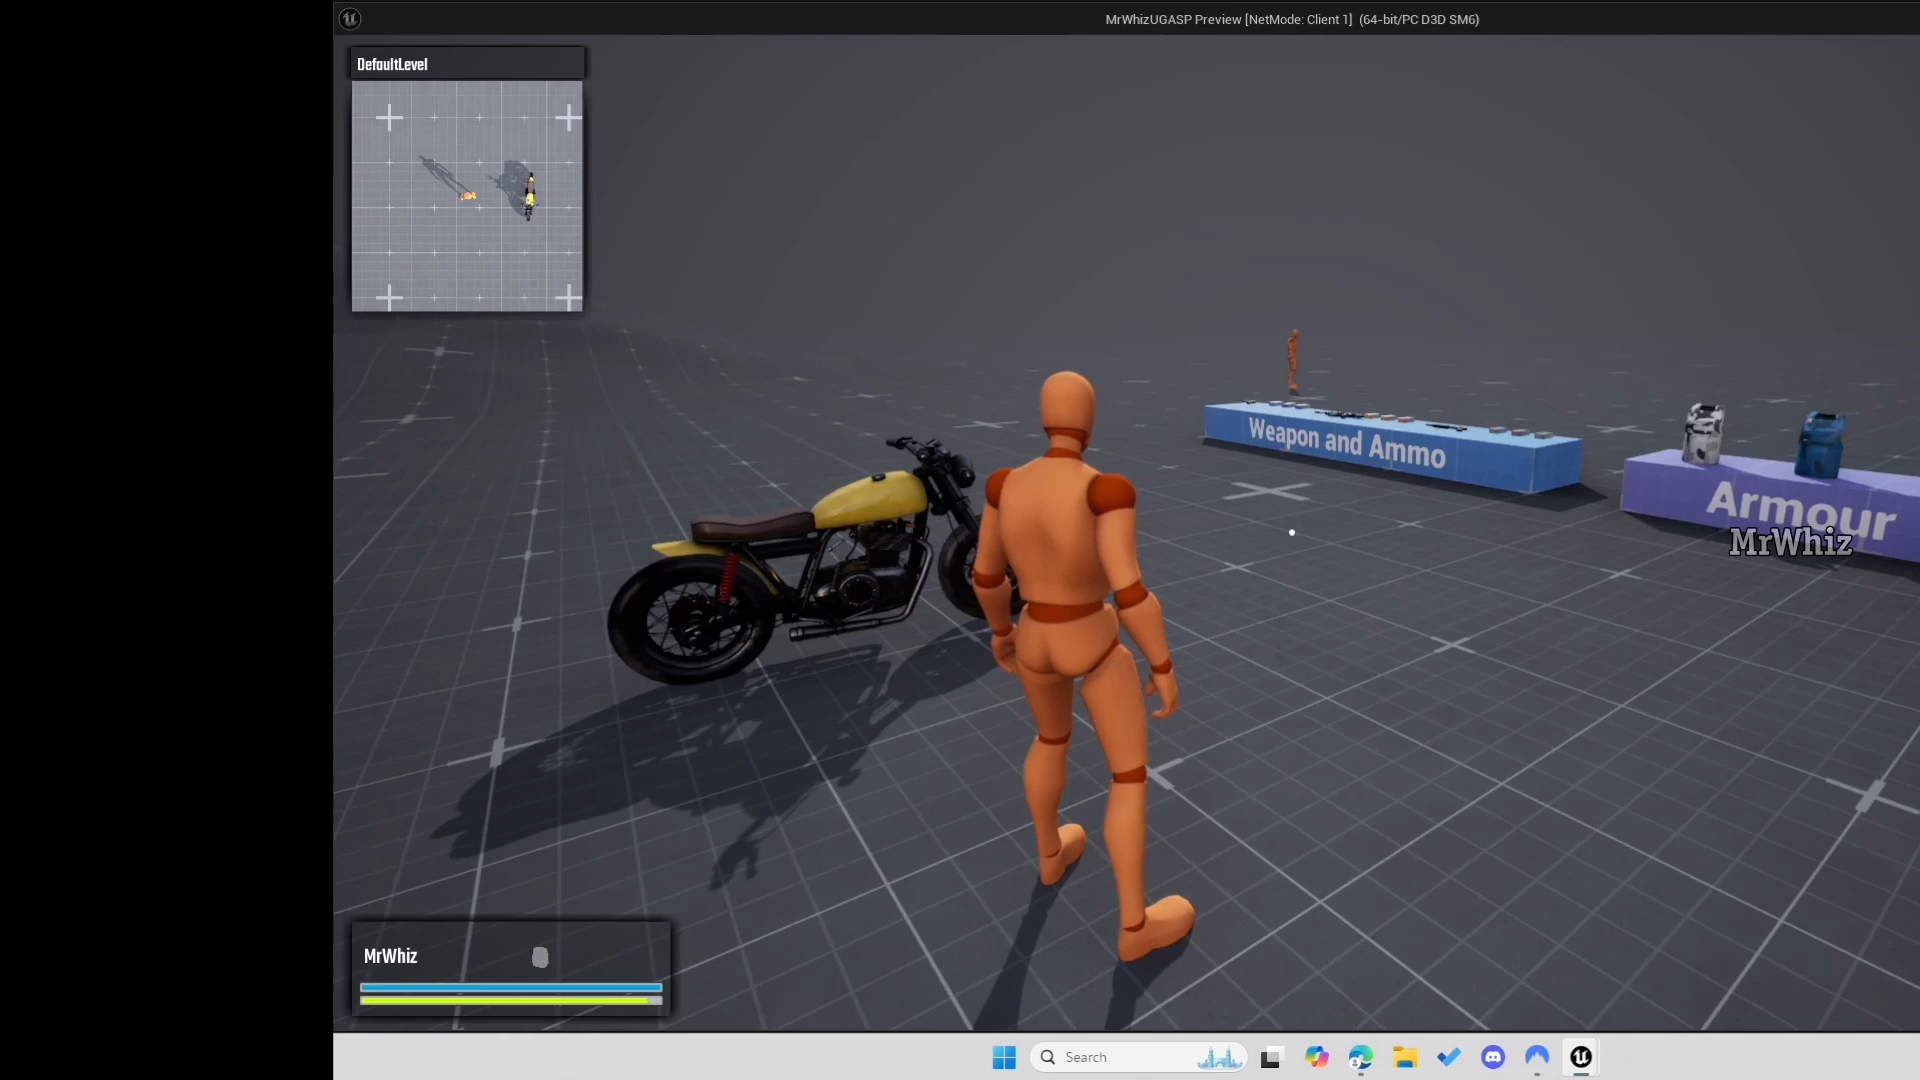 MrWhizUGASP Preview [NetMode: Client 1] (64-bit/PC D3D SM6)
DefaultLevel
Weapon and Ammo
Armour
MrWhiz
MrWhiz
Search